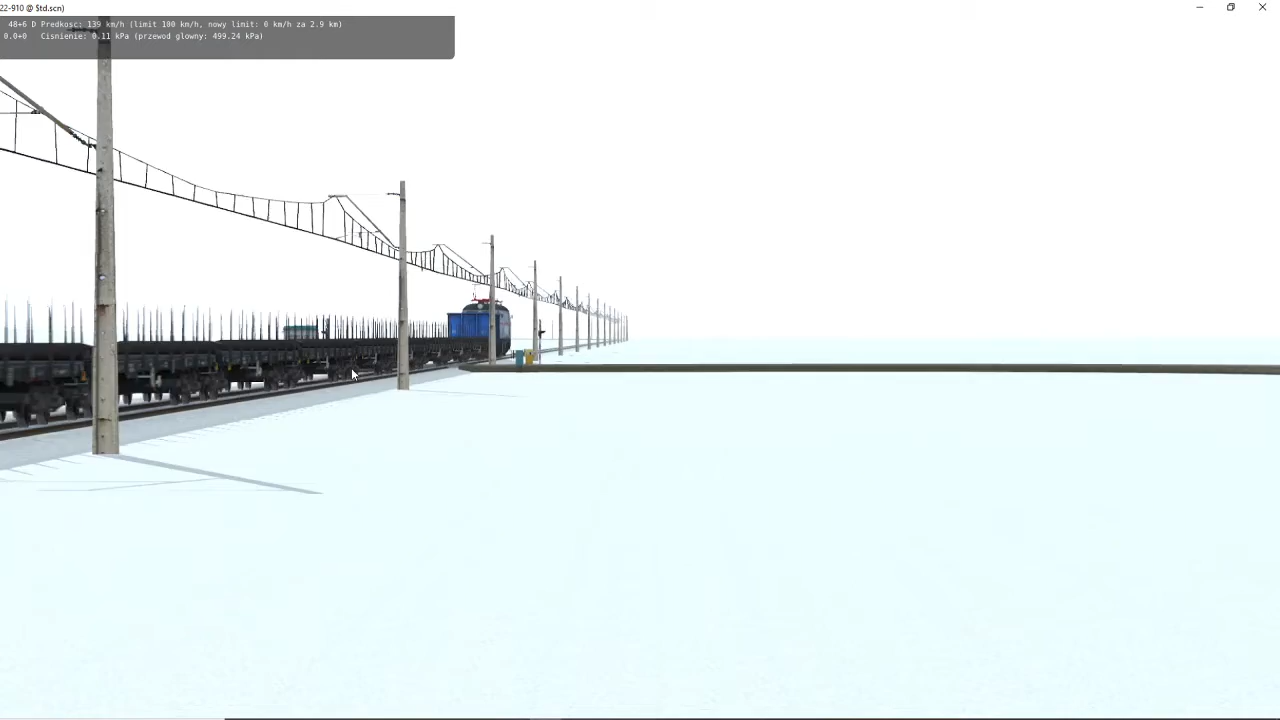 22-910 @ $td.scn)
48+6 D Predkosc: 139 km/h (limit 100 km/h, nowy limit: 0 km/h za 2.9 km)
0.0+0 Cisnienie: 0.11 kPa (przewod glowny: 499.24 kPa)